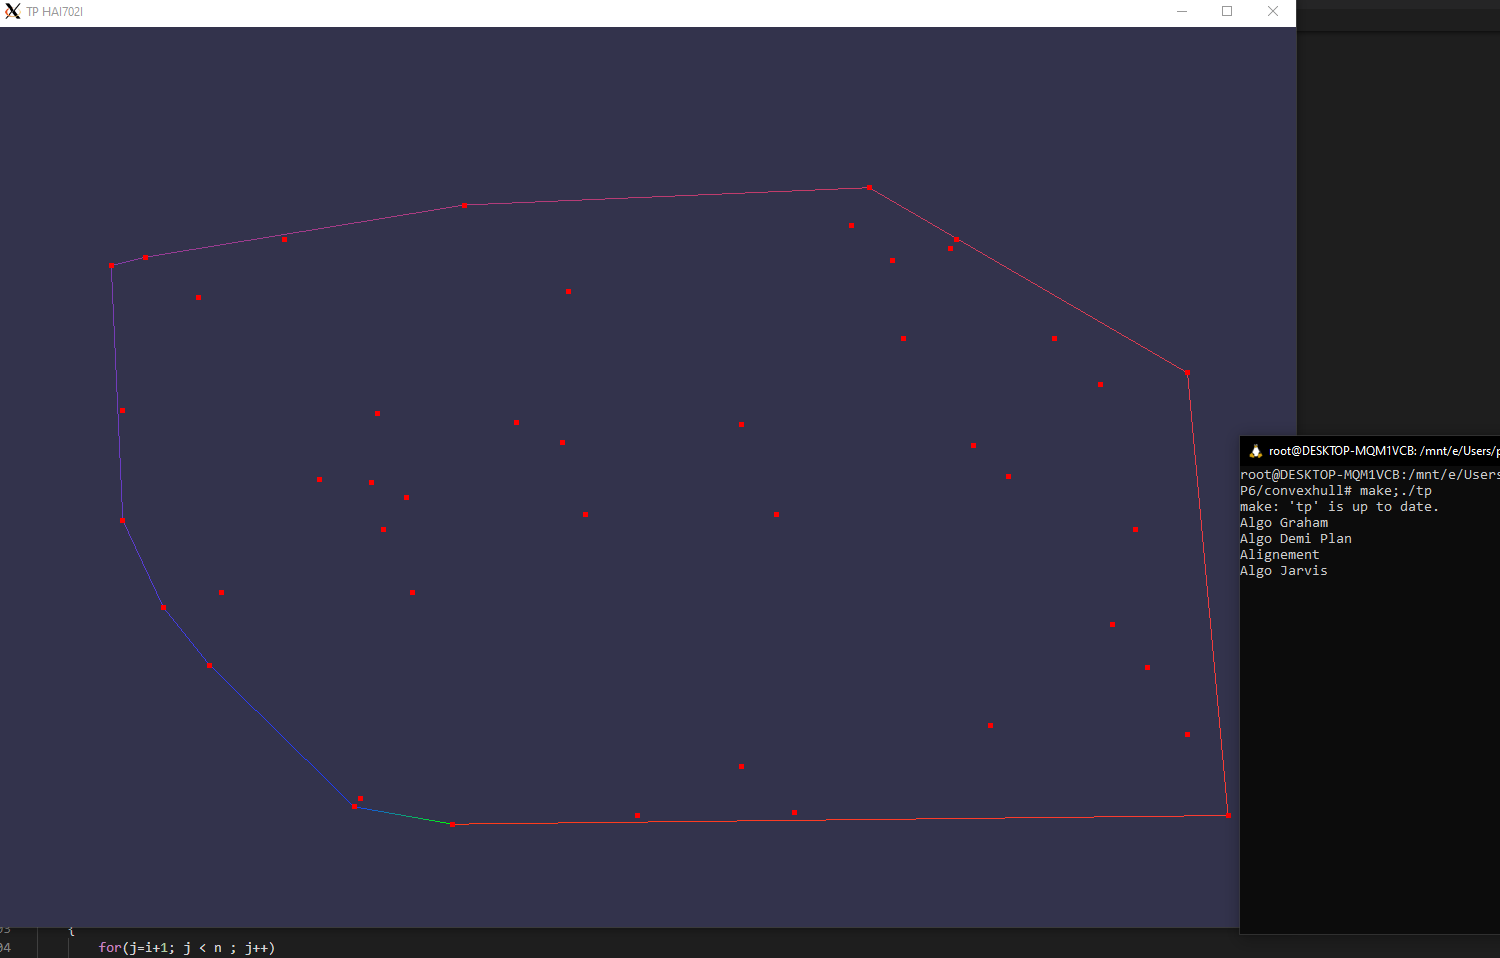 TP HAI702I
root@DESKTOP-MQM1VCB: /mnt/e/Users/p
root@DESKTOP-MQM1VCB:/mnt/e/Users
P6/convexhull# make;./tp
make: 'tp' is up to date.
Algo Graham
Algo Demi Plan
Alignement
Algo Jarvis
{
04 for(j=i+1; j < n ; j++)